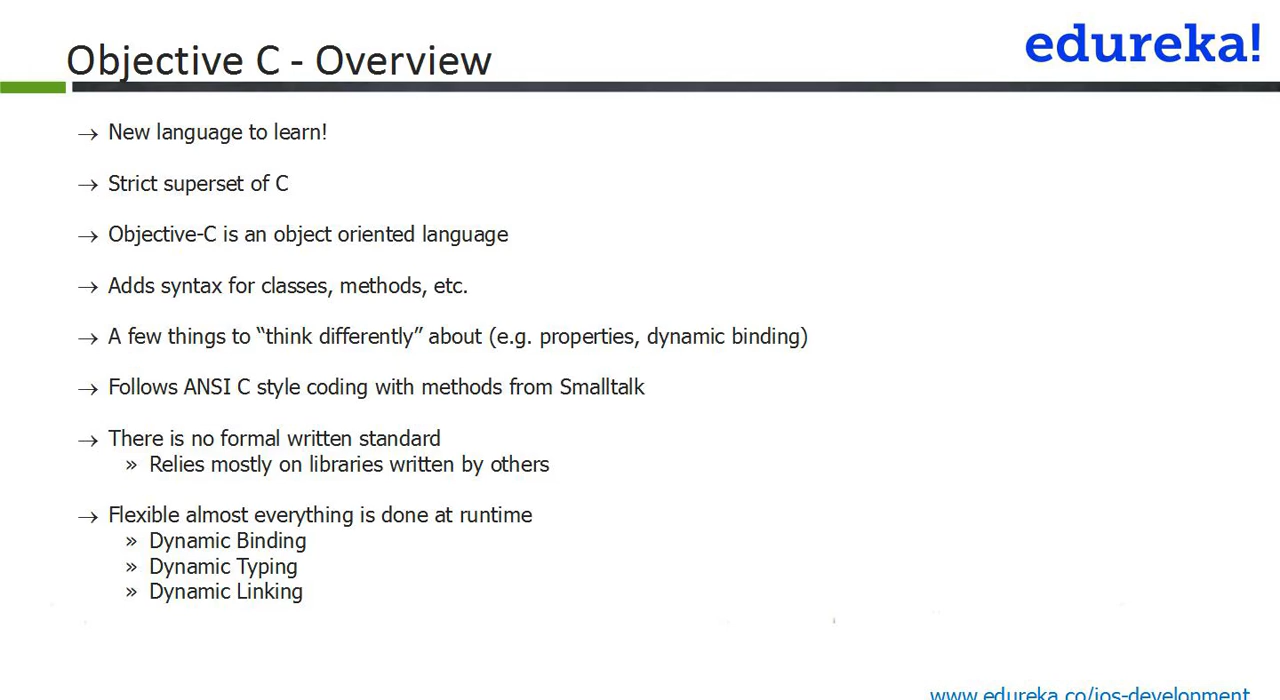 Objective C - Overview
edureka!
→ New language to learn!
→ Strict superset of C
→ Objective-C is an object oriented language
→ Adds syntax for classes, methods, etc.
→ A few things to “think differently” about (e.g. properties, dynamic binding)
→ Follows ANSI C style coding with methods from Smalltalk
→ There is no formal written standard
» Relies mostly on libraries written by others
→ Flexible almost everything is done at runtime
» Dynamic Binding
» Dynamic Typing
» Dynamic Linking
www.edureka.co/ios-development